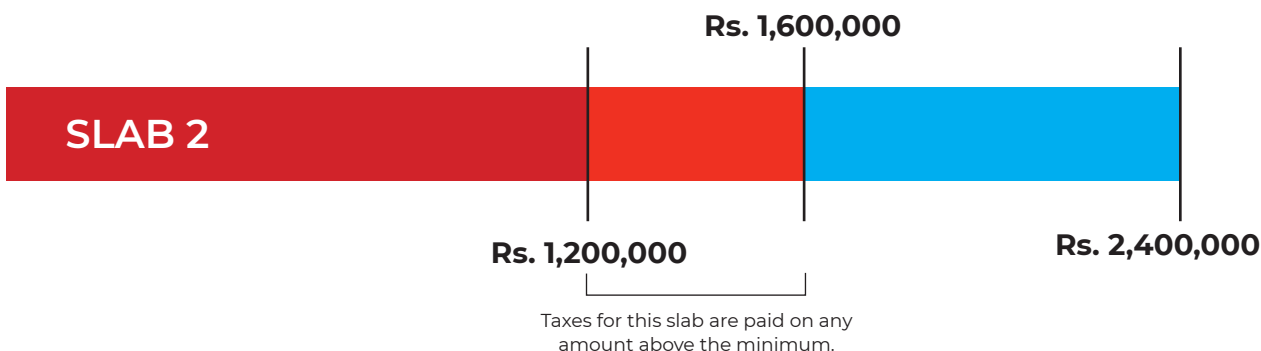 Rs. 1,600,000
SLAB 2
Rs. 1,200,000
Rs. 2,400,000
Taxes for this slab are paid on any
amount above the minimum.